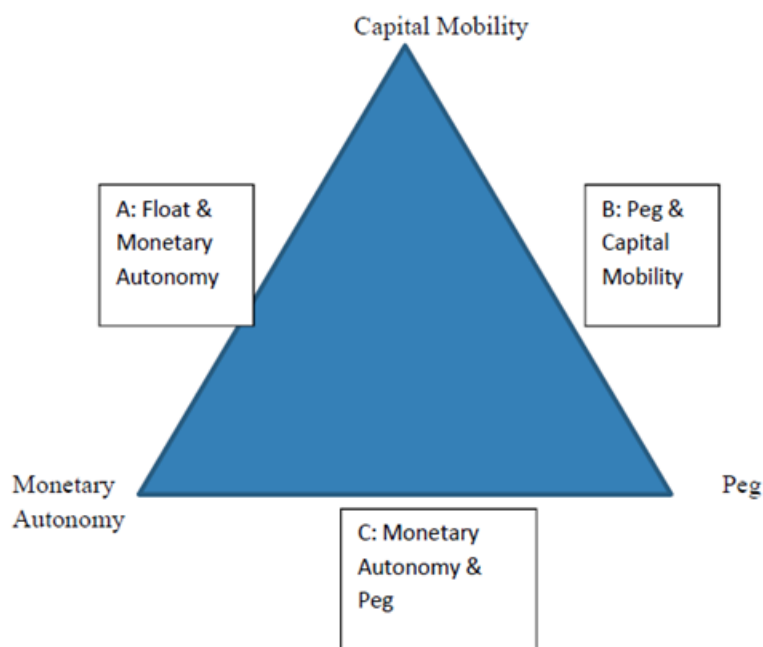 Capital Mobility
A: Float &
Monetary
Autonomy
B: Peg &
Capital
Mobility
Monetary
Autonomy
Peg
C: Monetary
Autonomy &
Peg